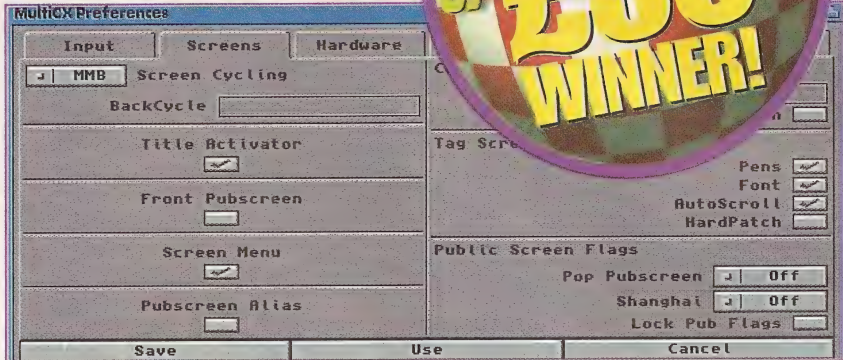 MultiCX Preferences
Input Screens Hardware
MMB Screen Cycling
BackCycle
Title Activator
Front Pubscreen
Screen Menu
Pubscreen Alias
WINNER!
Tag
Pens
Font
AutoScroll
HardPatch
Public Screen Flags
Pop Pubscreen Off
Shanghai Off
Lock Pub Flags
Save Use Cancel